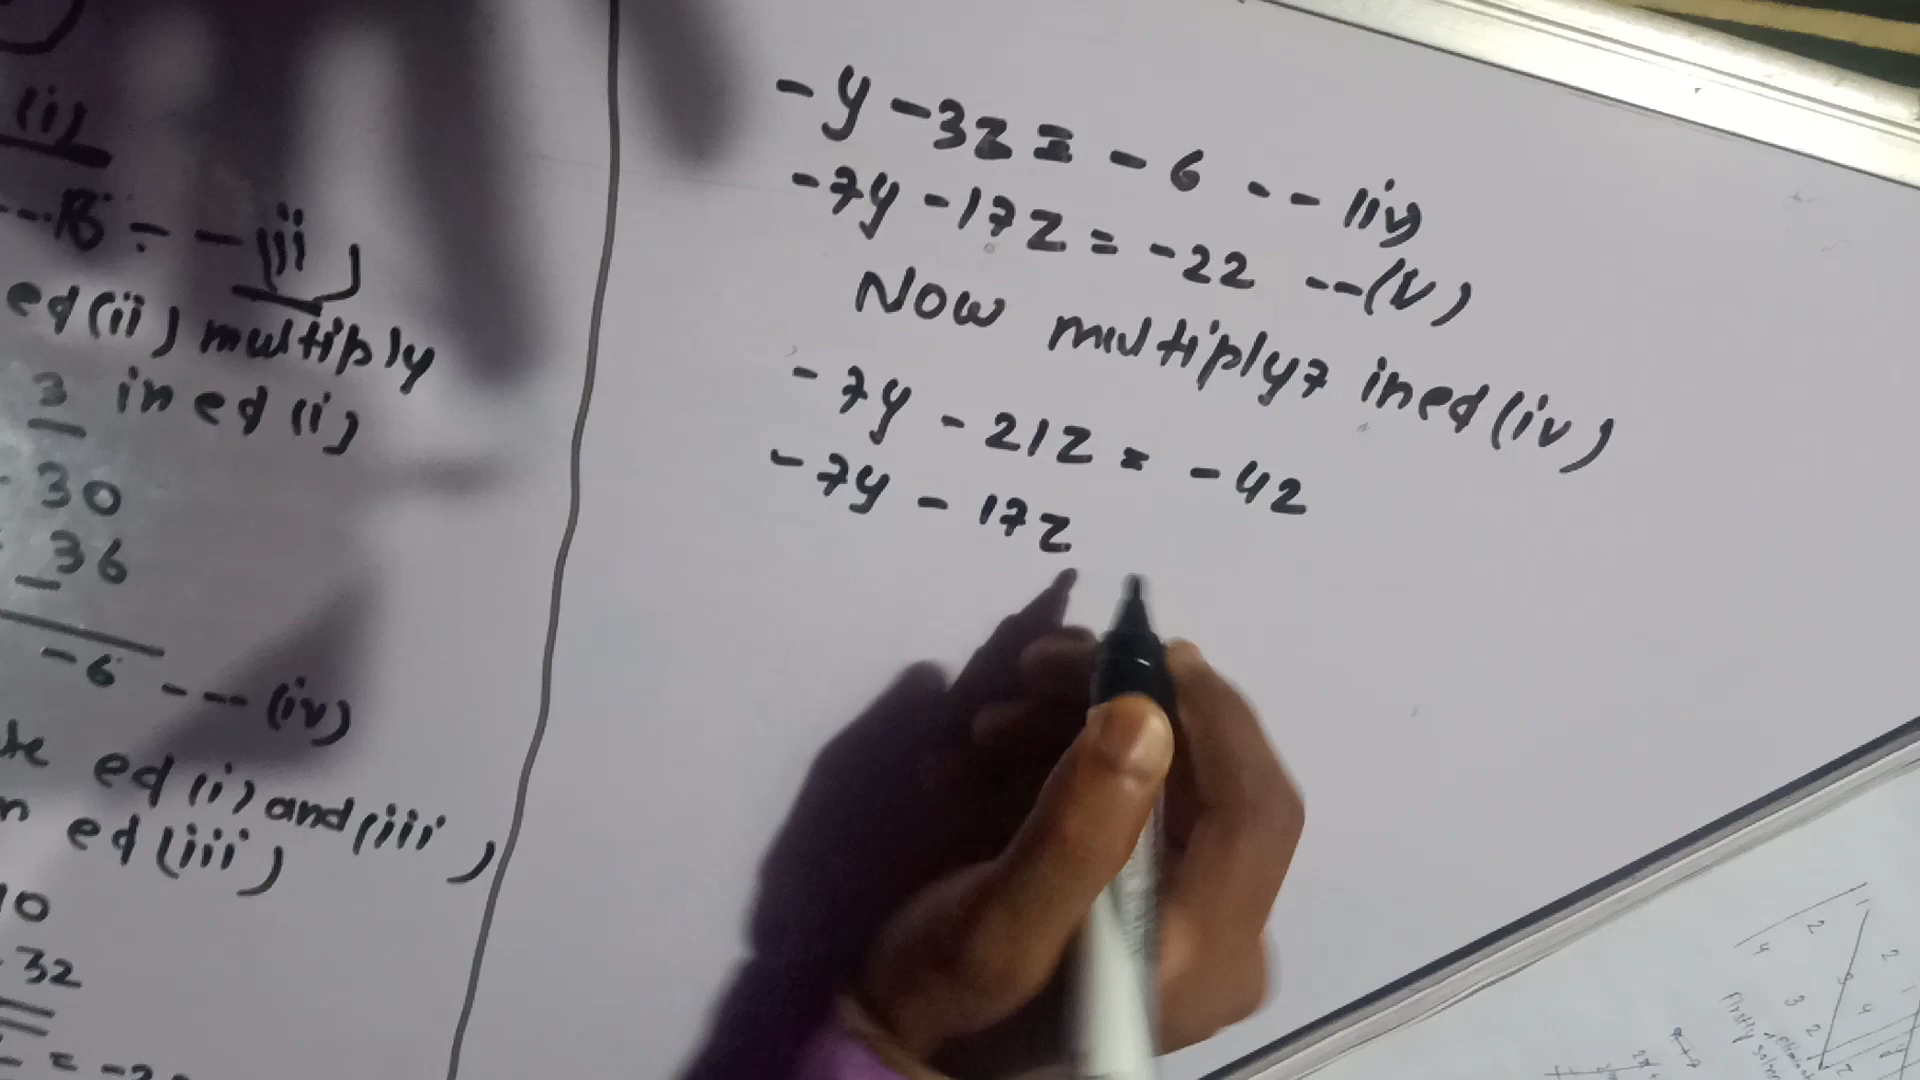 (i)
--- B ÷ - (ii)
eq (ii) multiply
3 in eq (i)
30
36
-6 --- (iv)
eq (i) and (iii)
eq (iii)
10
32
-y - 3z = -6 -- (iv)
-7y - 17z = -22 --- (v)
Now multiply 7 in eq (iv)
-7y - 21z = -42
-7y - 17z